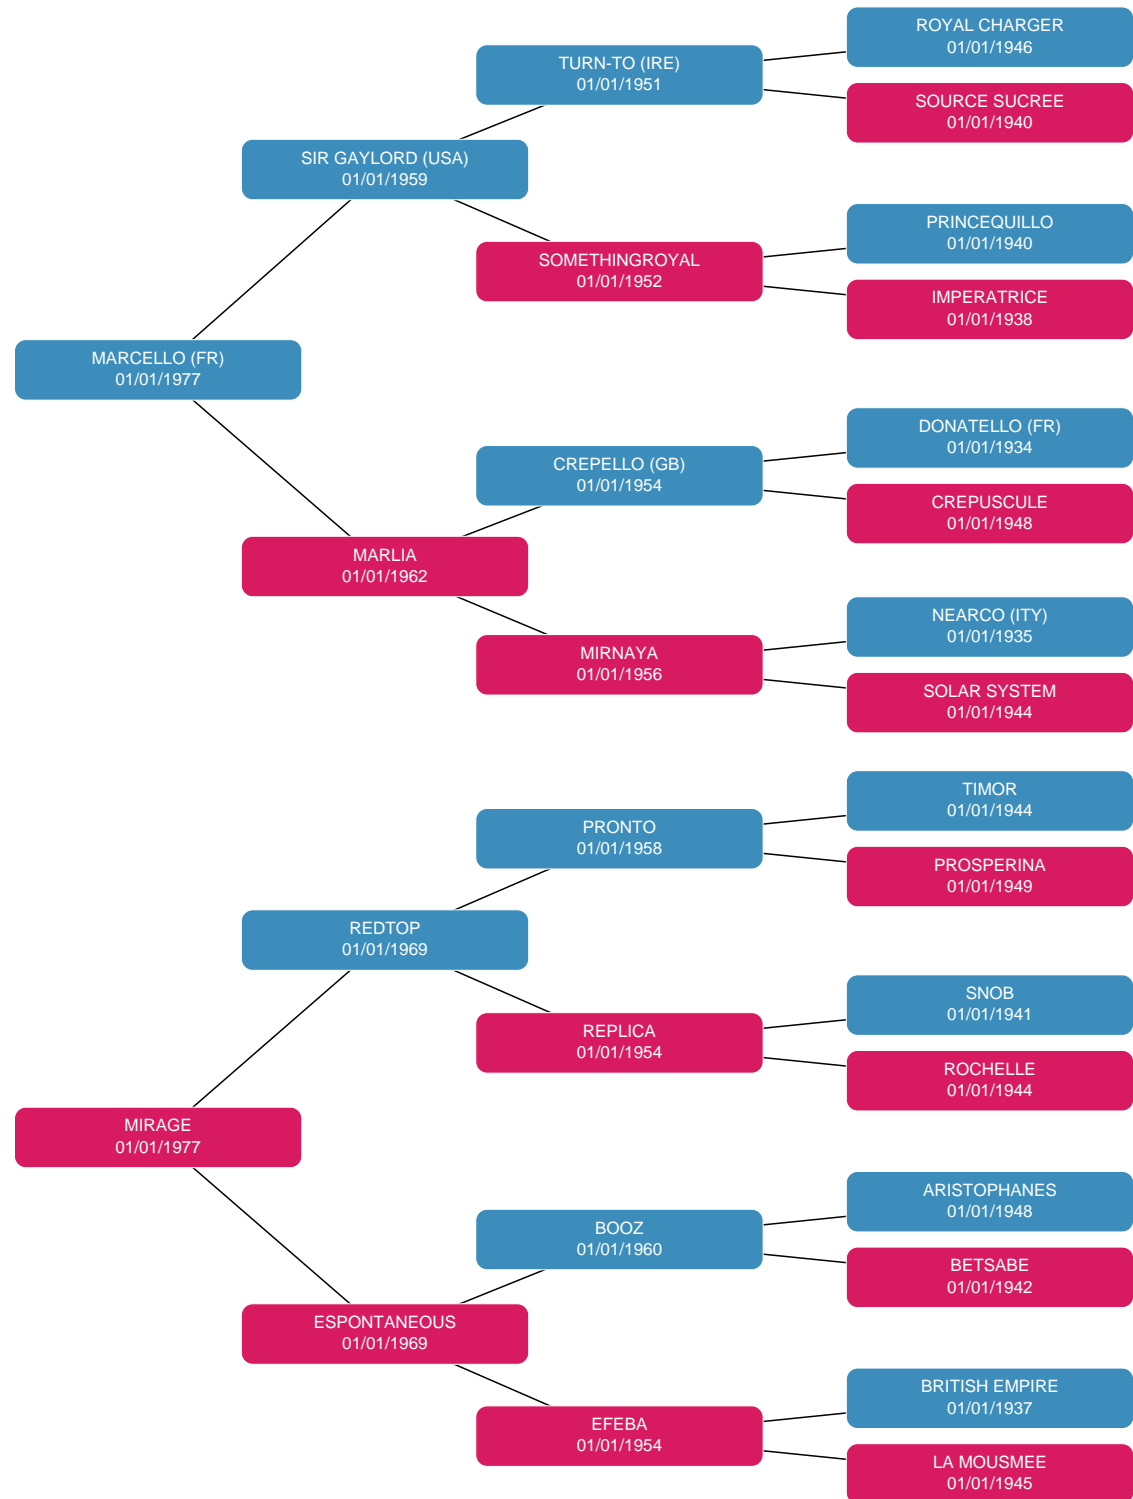 ROYAL CHARGER
01/01/1946
TURN-TO (IRE)
01/01/1951
SOURCE SUCREE
01/01/1940
SIR GAYLORD (USA)
01/01/1959
PRINCEQUILLO
01/01/1940
SOMETHINGROYAL
01/01/1952
IMPERATRICE
01/01/1938
MARCELLO (FR)
01/01/1977
DONATELLO (FR)
01/01/1934
CREPELLO (GB)
01/01/1954
CREPUSCULE
01/01/1948
MARLIA
01/01/1962
NEARCO (ITY)
01/01/1935
MIRNAYA
01/01/1956
SOLAR SYSTEM
01/01/1944
TIMOR
01/01/1944
PRONTO
01/01/1958
PROSPERINA
01/01/1949
REDTOP
01/01/1969
SNOB
01/01/1941
REPLICA
01/01/1954
ROCHELLE
01/01/1944
MIRAGE
01/01/1977
ARISTOPHANES
01/01/1948
BOOZ
01/01/1960
BETSABE
01/01/1942
ESPONTANEOUS
01/01/1969
BRITISH EMPIRE
01/01/1937
EFEBA
01/01/1954
LA MOUSMEE
01/01/1945